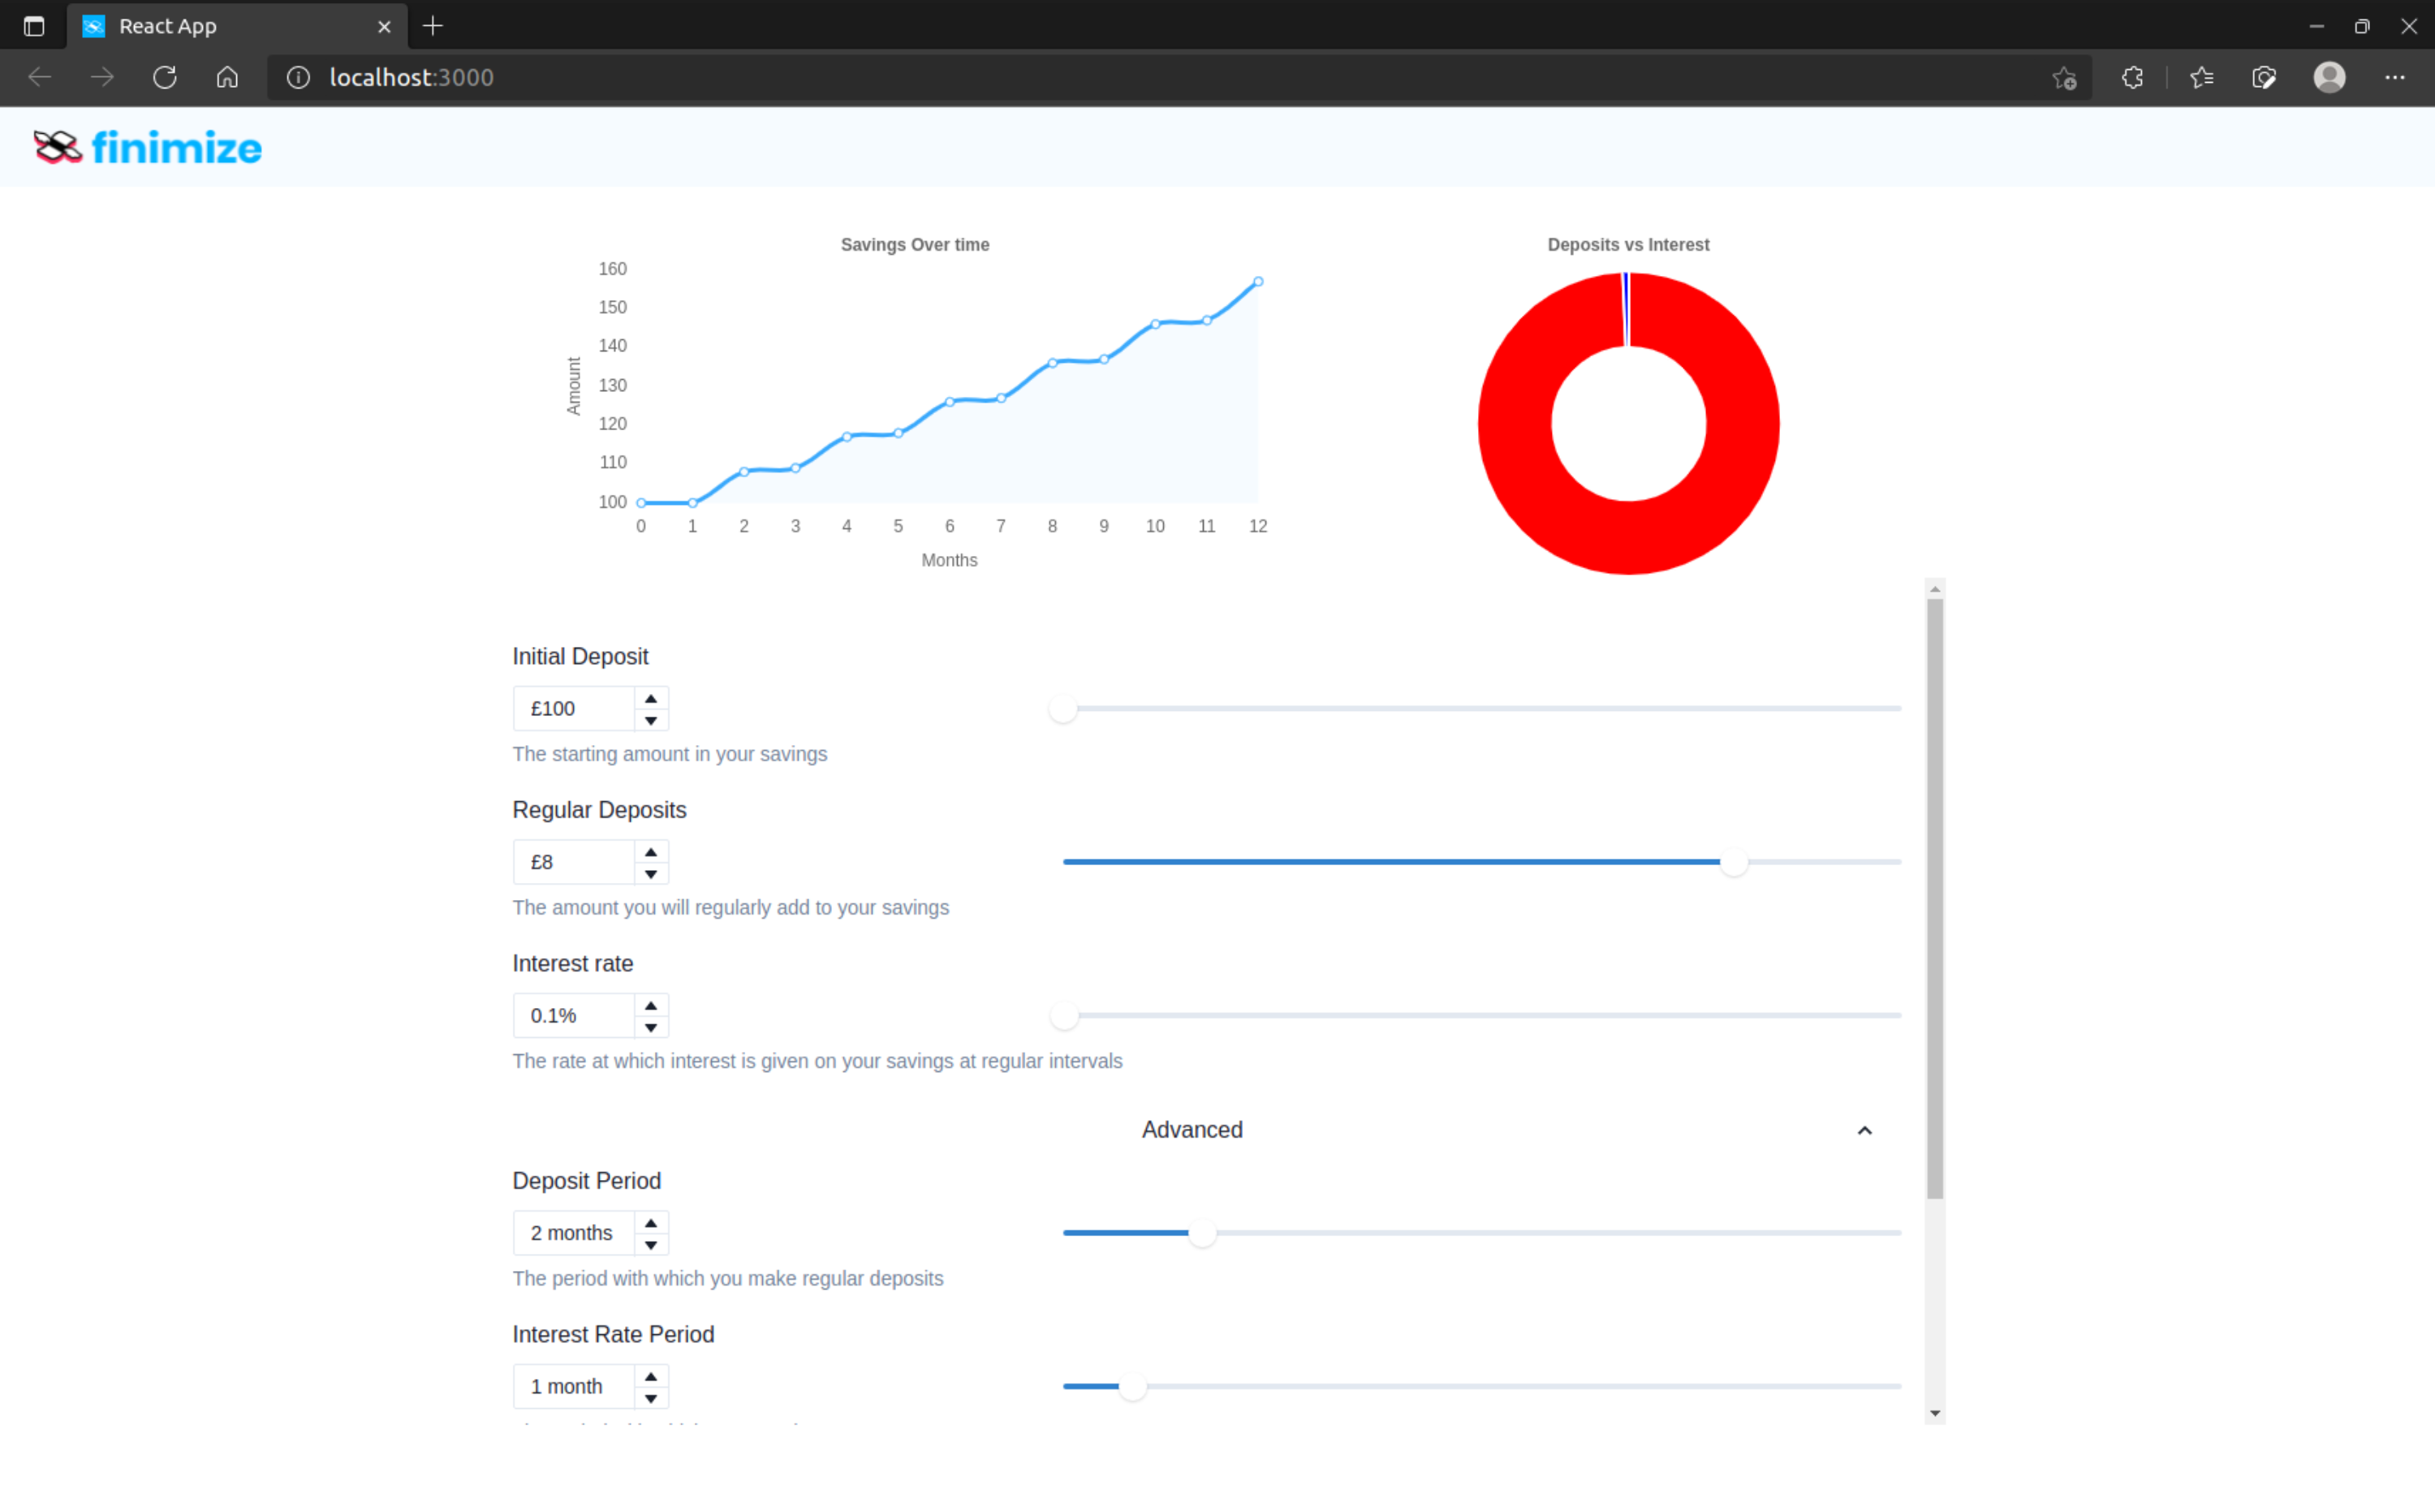 React App
localhost:3000
finimize
Savings Over time
160
150
140
130
120
110
100
Amount
0 1 2 3 4 5 6 7 8 9 10 11 12
Months
Deposits vs Interest
Initial Deposit
£100
The starting amount in your savings
Regular Deposits
£8
The amount you will regularly add to your savings
Interest rate
0.1%
The rate at which interest is given on your savings at regular intervals
Advanced
Deposit Period
2 months
The period with which you make regular deposits
Interest Rate Period
1 month